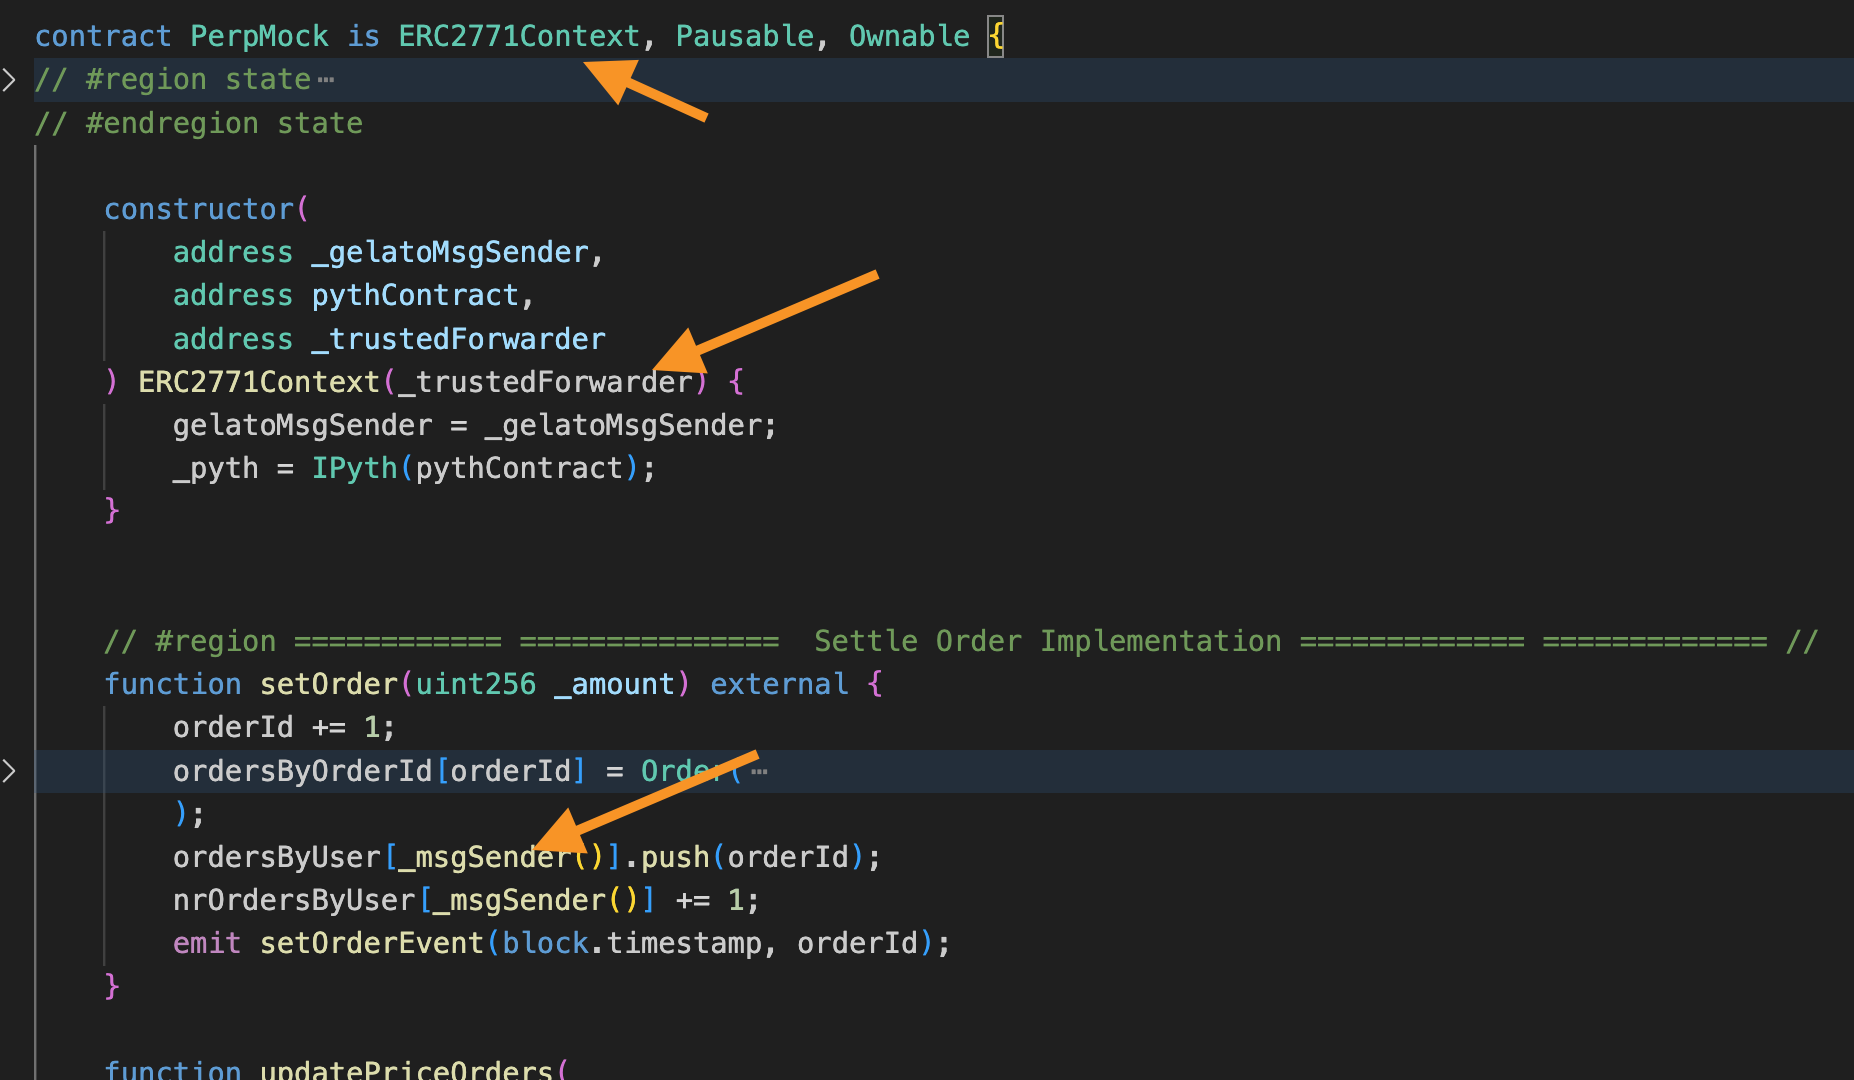 contract PerpMock is ERC2771Context, Pausable, Ownable {
// #region state ⋯
// #endregion state
constructor(
address _gelatoMsgSender,
address pythContract,
address _trustedForwarder
) ERC2771Context(_trustedForwarder) {
gelatoMsgSender = _gelatoMsgSender;
_pyth = IPyth(pythContract);
}
// #region ============ ===============  Settle Order Implementation ============= ============= //
function setOrder(uint256 _amount) external {
orderId += 1;
ordersByOrderId[orderId] = Order( ⋯
);
ordersByUser[_msgSender()].push(orderId);
nrOrdersByUser[_msgSender()] += 1;
emit setOrderEvent(block.timestamp, orderId);
}
function updatePriceOrders(